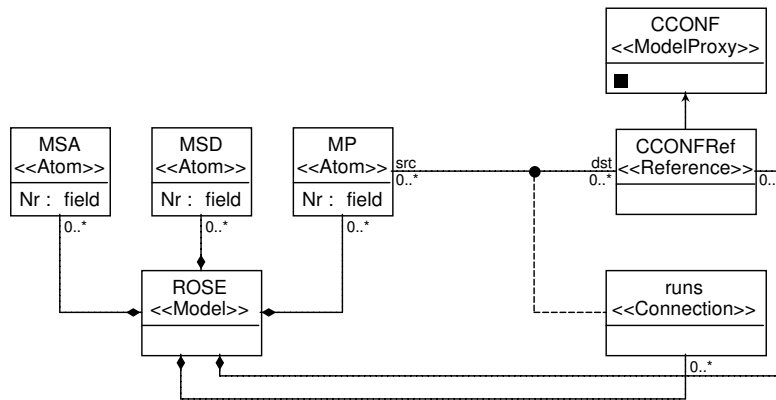 CCONF
<<ModelProxy>>
MSA
<<Atom>>
Nr : field
0..*
MSD
<<Atom>>
Nr : field
0..*
MP
<<Atom>>
Nr : field
0..*
src
0..*
dst
0..*
CCONFRef
<<Reference>>
0..
ROSE
<<Model>>
runs
<<Connection>>
0..*